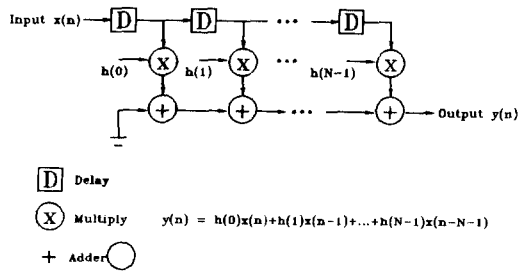 Input x(n) D D ... D
h(0) X h(1) X ... h(N-1) X
+ + ... + Output y(n)
D Delay
X Multiply y(n) = h(0)x(n)+h(1)x(n-1)+...+h(N-1)x(n-N-1)
+ Adder